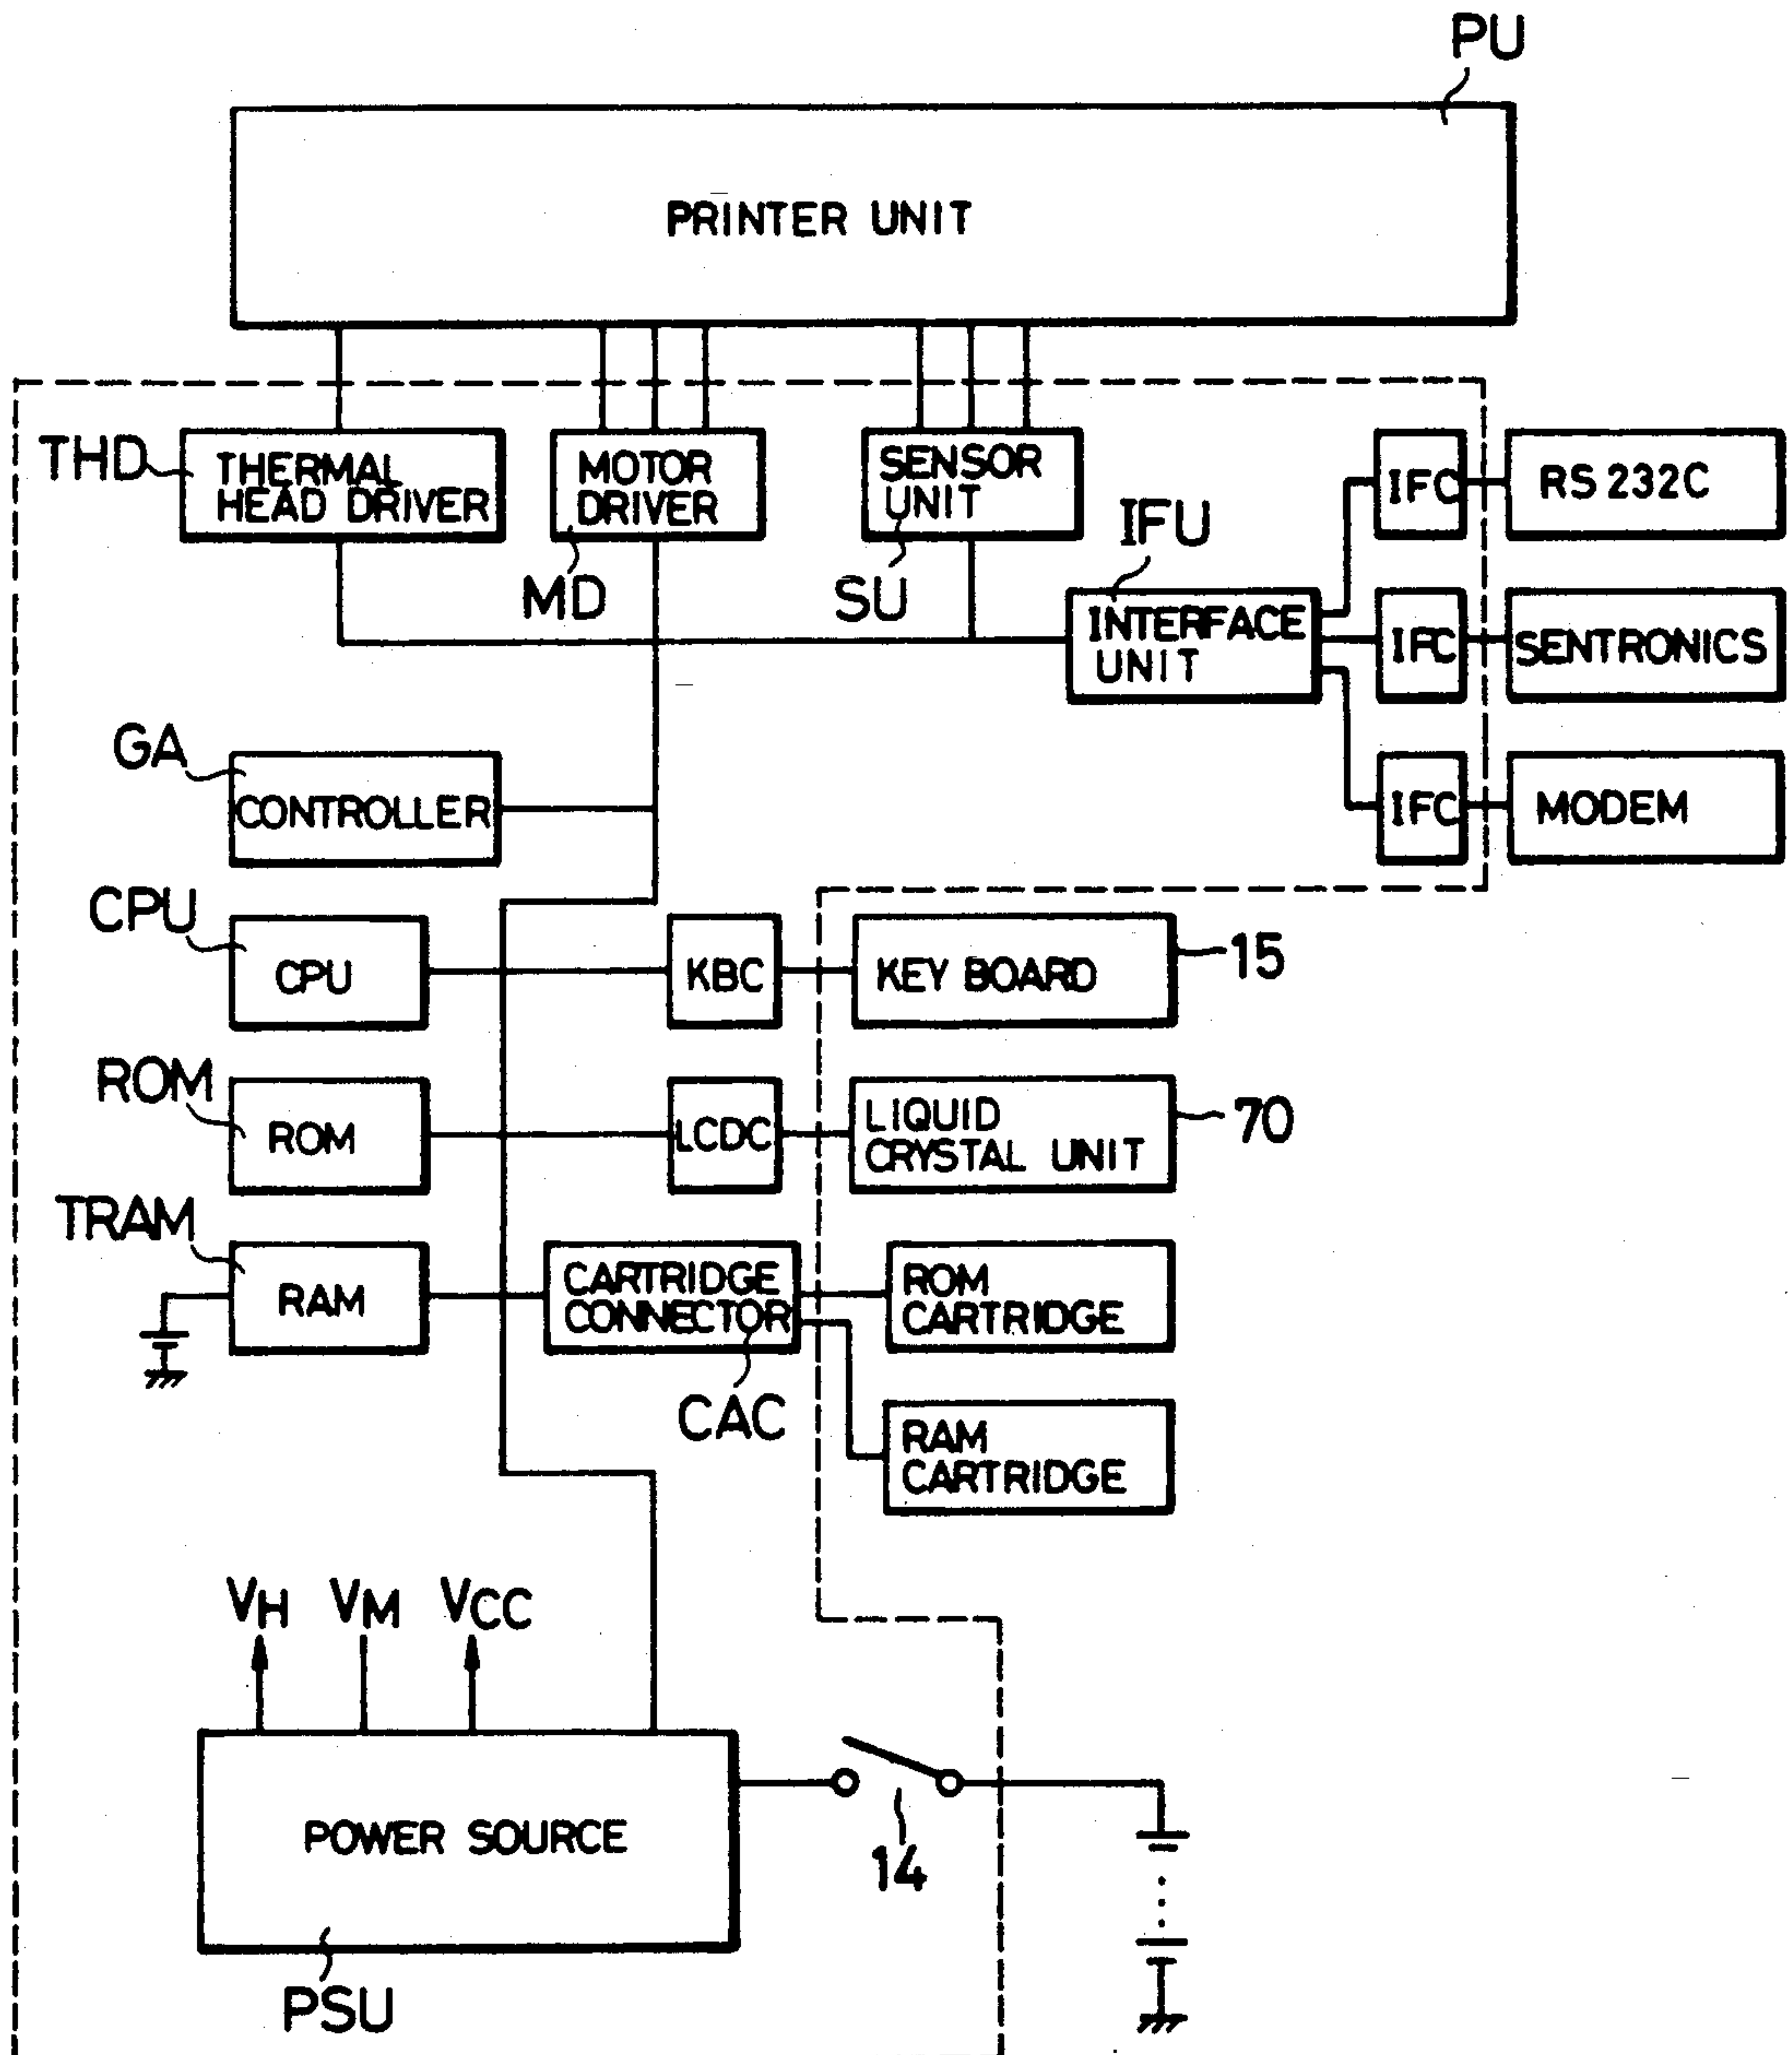 PU
PRINTER UNIT
THD
THERMAL
HEAD DRIVER
MOTOR
DRIVER
MD
SENSOR
UNIT
SU
IFU
INTERFACE
UNIT
IFC
RS 232C
IFC
SENTRONICS
IFC
MODEM
GA
CONTROLLER
CPU
CPU
KBC
KEY BOARD
15
ROM
ROM
LCDC
LIQUID
CRYSTAL UNIT
70
TRAM
RAM
CARTRIDGE
CONNECTOR
CAC
ROM
CARTRIDGE
RAM
CARTRIDGE
VH
VM
VCC
POWER SOURCE
PSU
14